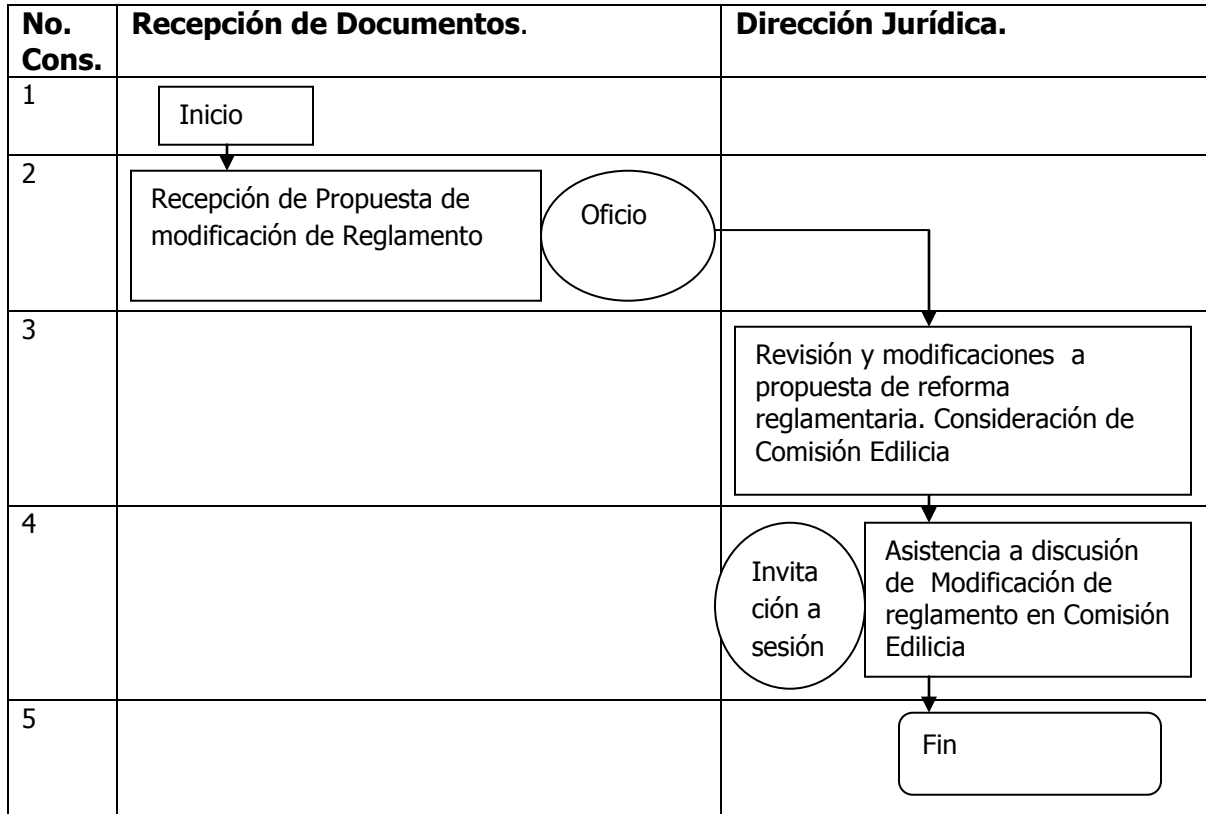 No.
Cons.
Recepción de Documentos.
Dirección Jurídica.
1
Inicio
2
Recepción de Propuesta de
modificación de Reglamento
Oficio
3
Revisión y modificaciones a
propuesta de reforma
reglamentaria. Consideración de
Comisión Edilicia
4
Invita
ción a
sesión
Asistencia a discusión
de Modificación de
reglamento en Comisión
Edilicia
5
Fin